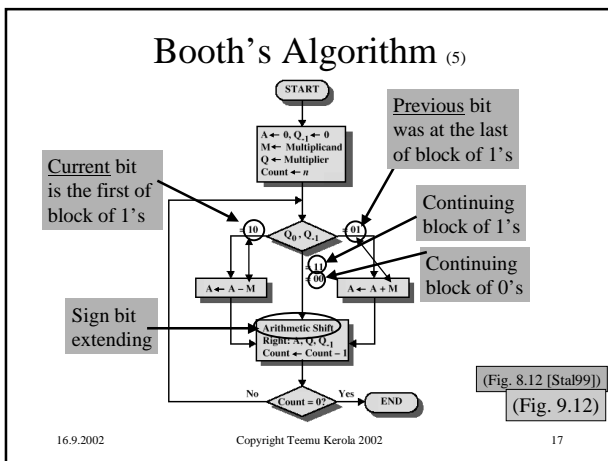 Booth's Algorithm (5)
START
A ← 0, Q-1 ← 0
M ← Multiplicand
Q ← Multiplier
Count ← n
Previous bit
was at the last
of block of 1's
Current bit
is the first of
block of 1's
= 10
Q0, Q-1
= 01
= 11
= 00
Continuing
block of 1's
Continuing
block of 0's
A ← A – M
A ← A + M
Sign bit
extending
Arithmetic Shift
Right: A, Q, Q-1
Count ← Count – 1
No
Count = 0?
Yes
END
(Fig. 8.12 [Stal99])
(Fig. 9.12)
16.9.2002
Copyright Teemu Kerola 2002
17